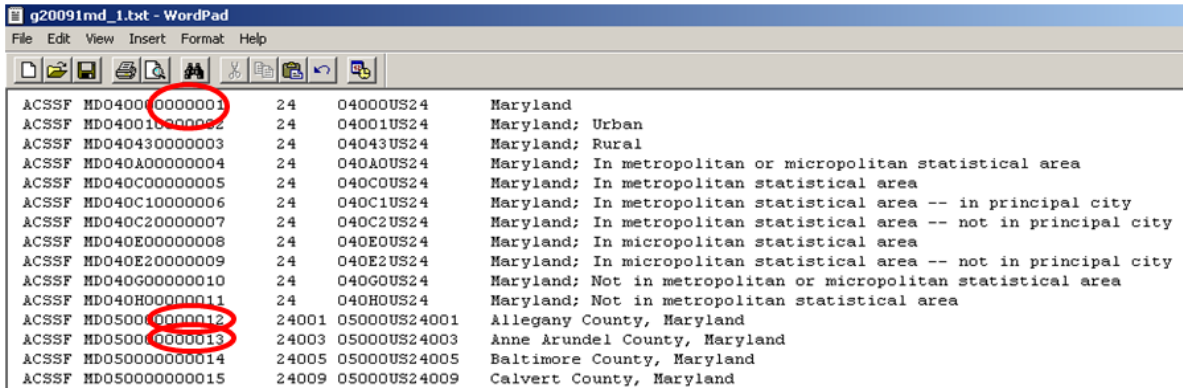 g20091md_1.txt - WordPad
File Edit View Insert Format Help
ACSSF MD040000000001 24 04000US24 Maryland
ACSSF MD040010000002 24 04001US24 Maryland; Urban
ACSSF MD040430000003 24 04043US24 Maryland; Rural
ACSSF MD040A00000004 24 040A0US24 Maryland; In metropolitan or micropolitan statistical area
ACSSF MD040C00000005 24 040C0US24 Maryland; In metropolitan statistical area
ACSSF MD040C10000006 24 040C1US24 Maryland; In metropolitan statistical area -- in principal city
ACSSF MD040C20000007 24 040C2US24 Maryland; In metropolitan statistical area -- not in principal city
ACSSF MD040E00000008 24 040E0US24 Maryland; In micropolitan statistical area
ACSSF MD040E20000009 24 040E2US24 Maryland; In micropolitan statistical area -- not in principal city
ACSSF MD040G00000010 24 040G0US24 Maryland; Not in metropolitan or micropolitan statistical area
ACSSF MD040H00000011 24 040H0US24 Maryland; Not in metropolitan statistical area
ACSSF MD050000000012 24001 05000US24001 Allegany County, Maryland
ACSSF MD050000000013 24003 05000US24003 Anne Arundel County, Maryland
ACSSF MD050000000014 24005 05000US24005 Baltimore County, Maryland
ACSSF MD050000000015 24009 05000US24009 Calvert County, Maryland